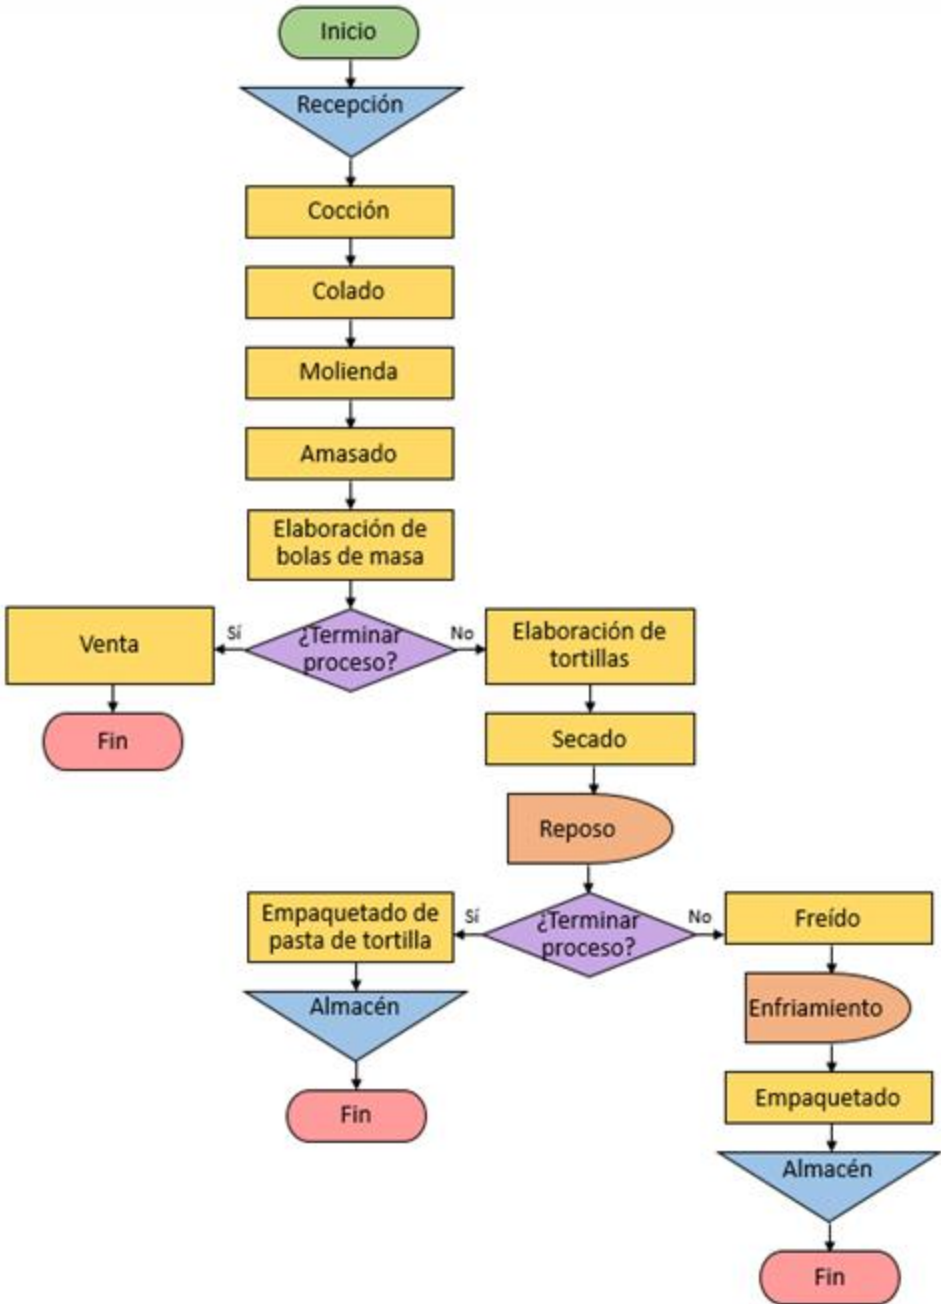 Inicio
Recepción
Cocción
Colado
Molienda
Amasado
Elaboración de
bolas de masa
Venta
Sí
¿Terminar
proceso?
No
Elaboración de
tortillas
Fin
Secado
Reposo
Empaquetado de
pasta de tortilla
Sí
¿Terminar
proceso?
No
Freído
Almacén
Enfriamiento
Fin
Empaquetado
Almacén
Fin